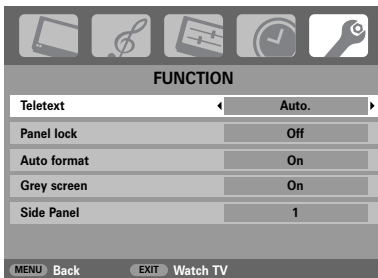 FUNCTION
Teletext Auto.
Panel lock Off
Auto format On
Grey screen On
Side Panel 1
MENU Back EXIT Watch TV